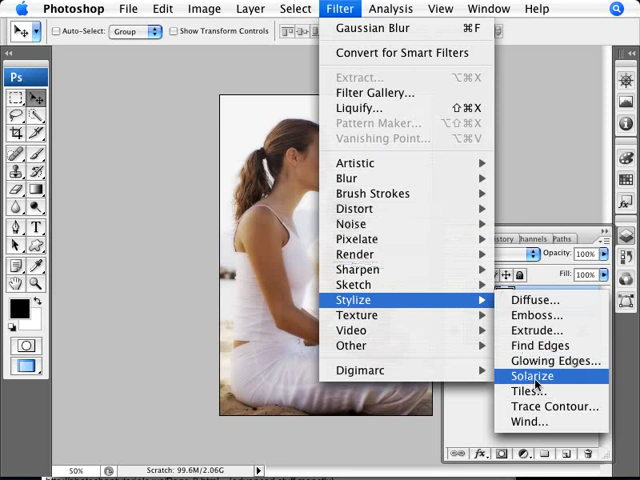 Photoshop File Edit Image Layer Select Filter Analysis View Window Help
Auto-Select: Group Show Transform Controls
Gaussian Blur ⌘F
Convert for Smart Filters
Extract... ⌥⌘X
Filter Gallery...
Liquify... ⇧⌘X
Pattern Maker... ⌥⇧⌘X
Vanishing Point... ⌥⌘V
Artistic
Blur
Brush Strokes
Distort
Noise
Pixelate
Render
Sharpen
Sketch
Stylize
Texture
Video
Other
Digimarc
Diffuse...
Emboss...
Extrude...
Find Edges
Glowing Edges...
Solarize
Tiles...
Trace Contour...
Wind...
Ps
istory hannels Paths
Opacity: 100%
Fill: 100%
50% Scratch: 99.6M/2.06G